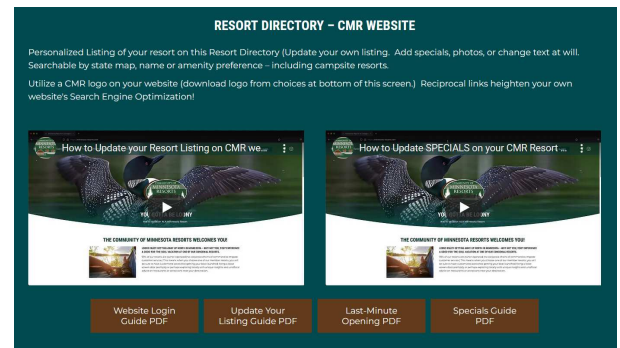 RESORT DIRECTORY – CMR WEBSITE
Personalized Listing of your resort on this Resort Directory (Update your own listing. Add specials, photos, or change text at will.
Searchable by state map, name or amenity preference – including campsite resorts.
Utilize a CMR logo on your website (download logo from choices at bottom of this screen.) Reciprocal links heighten your own
website's Search Engine Optimization!
How to Update your Resort Listing on CMR we...
How to Update SPECIALS on your CMR Resort ...
MINNESOTA
RESORTS
MINNESOTA
RESORTS
THE COMMUNITY OF MINNESOTA RESORTS WELCOMES YOU!
THE COMMUNITY OF MINNESOTA RESORTS WELCOMES YOU!
Website Login
Guide PDF
Update Your
Listing Guide PDF
Last-Minute
Opening PDF
Specials Guide
PDF